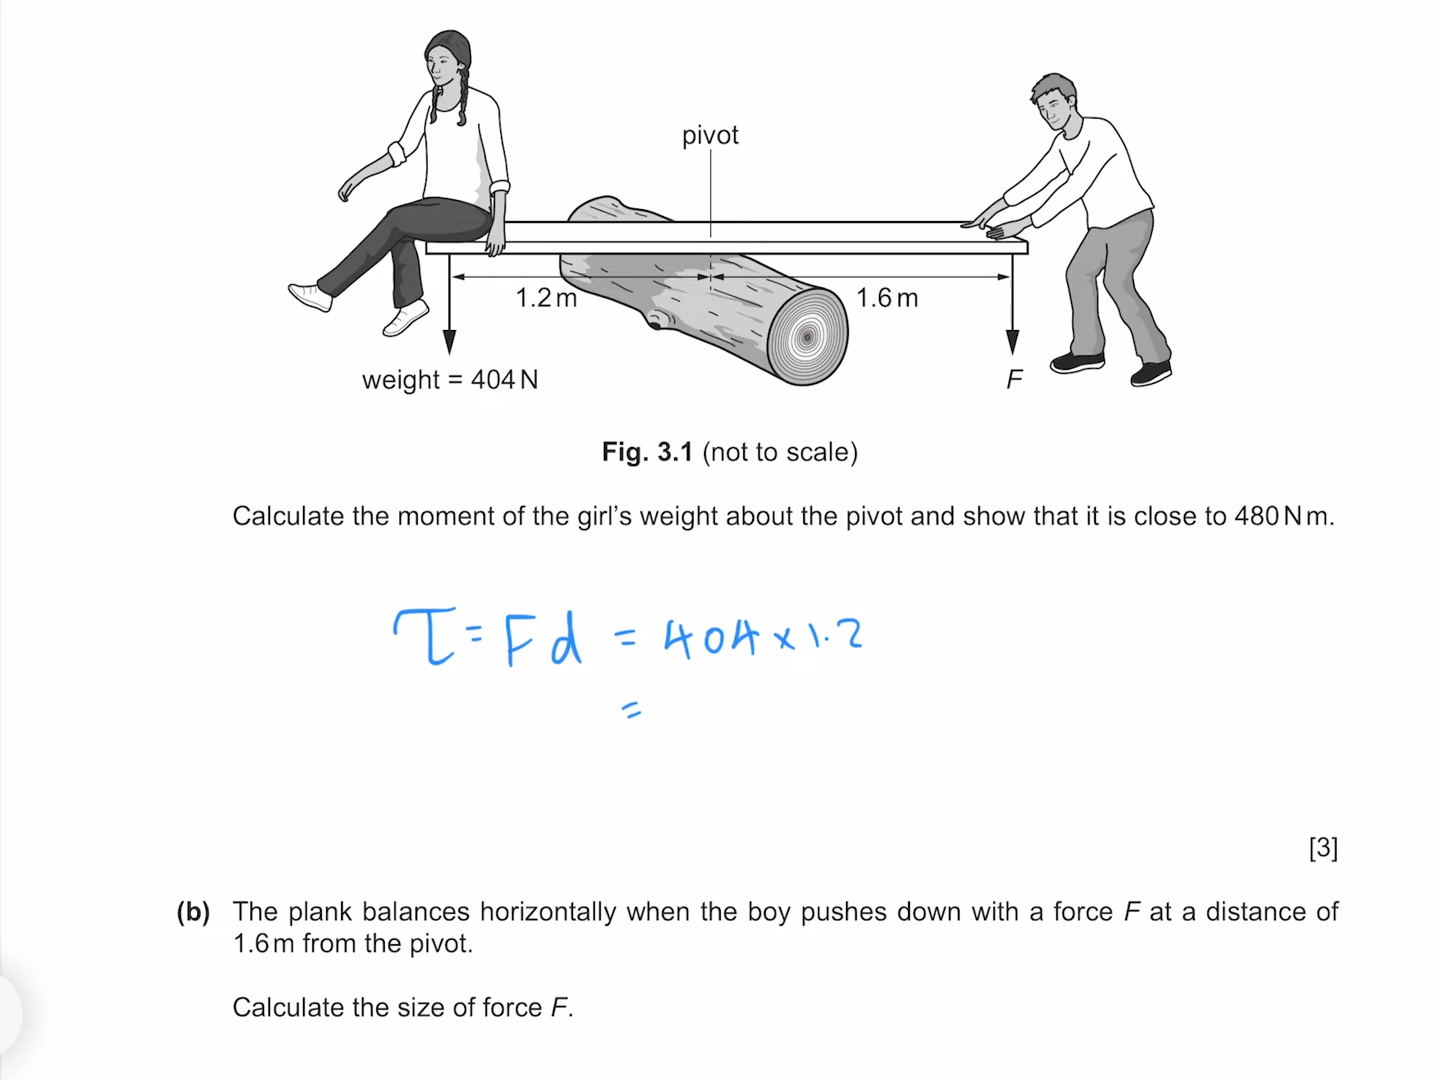 pivot
1.2 m
1.6 m
weight = 404 N
F
Fig. 3.1 (not to scale)
Calculate the moment of the girl’s weight about the pivot and show that it is close to 480 N m.
τ = Fd = 404 × 1.2
=
[3]
(b) The plank balances horizontally when the boy pushes down with a force F at a distance of
1.6 m from the pivot.
Calculate the size of force F.